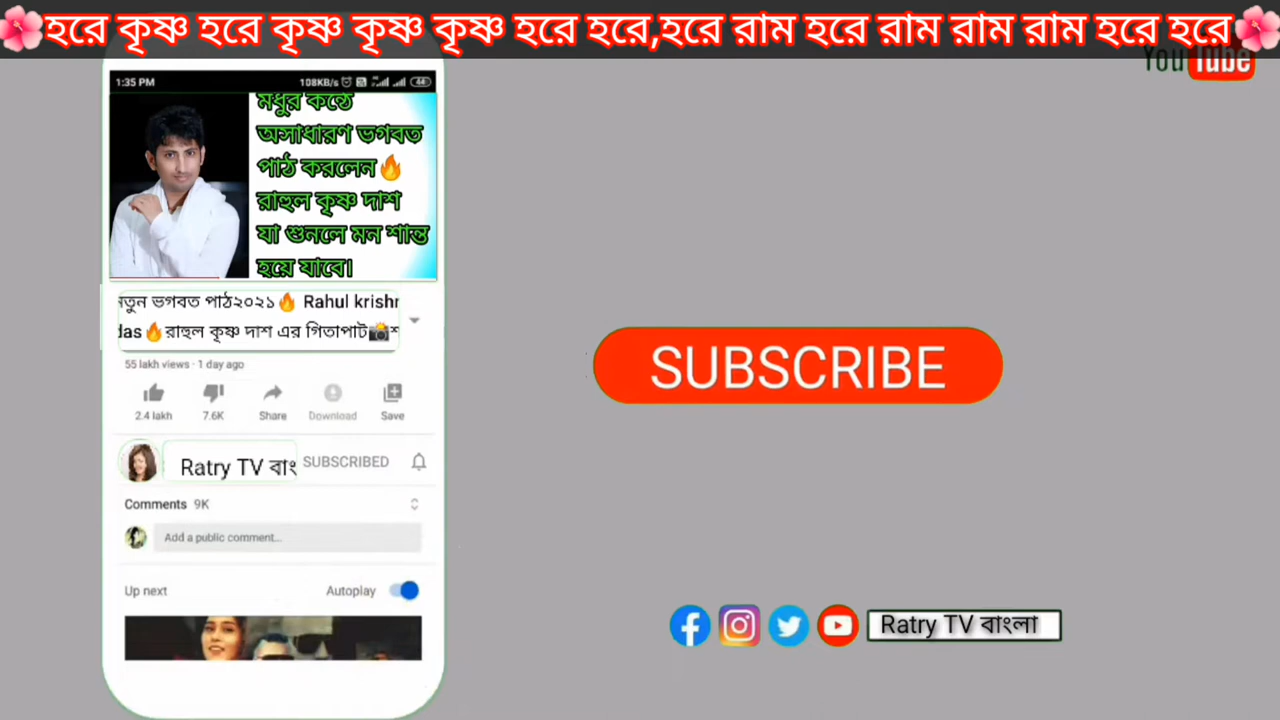 🌺হরে কৃষ্ণ হরে কৃষ্ণ কৃষ্ণ কৃষ্ণ হরে হরে,হরে রাম হরে রাম রাম রাম হরে হরে🌺
YouTube
1:35 PM 108KB/s 44
মধুর কন্ঠে
অসাধারণ ভগবত
পাঠ করলেন🔥
রাহুল কৃষ্ণ দাশ
যা শুনলে মন শান্ত
হয়ে যাবে।
নতুন ভগবত পাঠ২০২১🔥 Rahul krishn
das🔥রাহুল কৃষ্ণ দাশ এর গিতাপাট📸
55 lakh views · 1 day ago
2.4 lakh 7.6K Share Download Save
Ratry TV বাং SUBSCRIBED
Comments 9K
Add a public comment...
Up next Autoplay
SUBSCRIBE
Ratry TV বাংলা